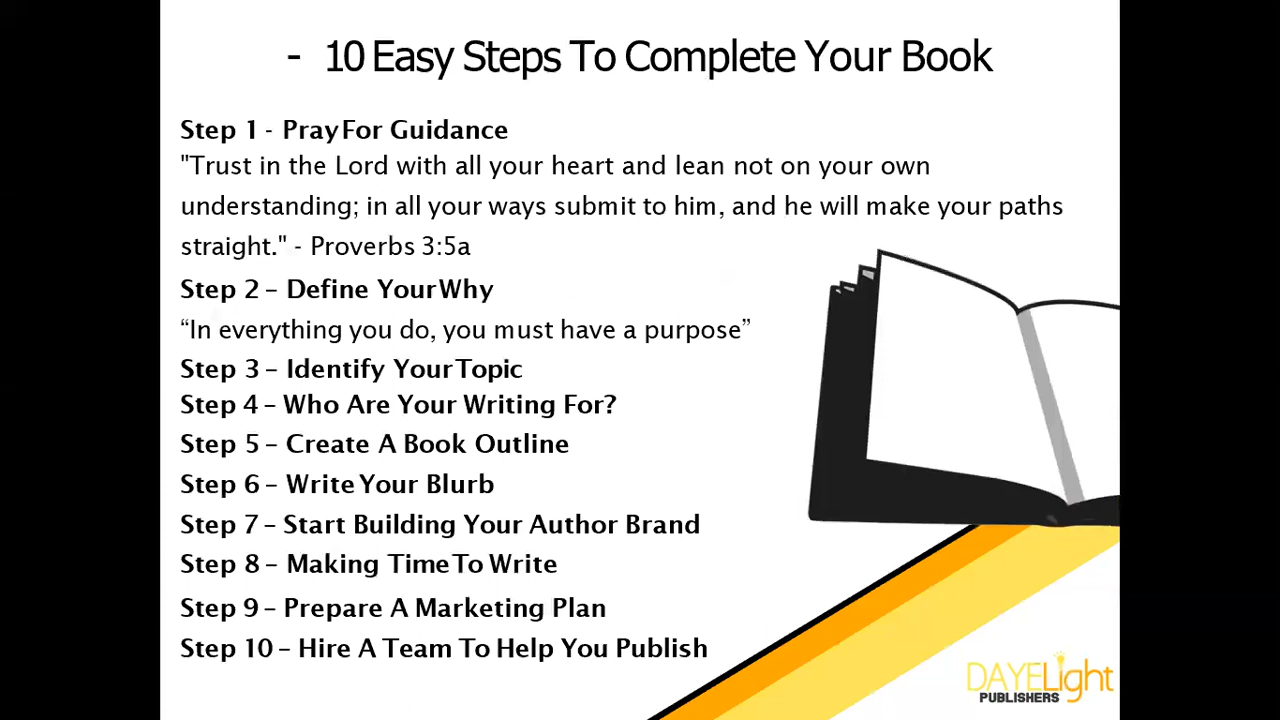 - 10 Easy Steps To Complete Your Book
Step 1 - Pray For Guidance
"Trust in the Lord with all your heart and lean not on your own
understanding; in all your ways submit to him, and he will make your paths
straight." - Proverbs 3:5a
Step 2 – Define Your Why
“In everything you do, you must have a purpose”
Step 3 – Identify Your Topic
Step 4 – Who Are Your Writing For?
Step 5 – Create A Book Outline
Step 6 – Write Your Blurb
Step 7 – Start Building Your Author Brand
Step 8 – Making Time To Write
Step 9 – Prepare A Marketing Plan
Step 10 – Hire A Team To Help You Publish
DAYELight
PUBLISHERS